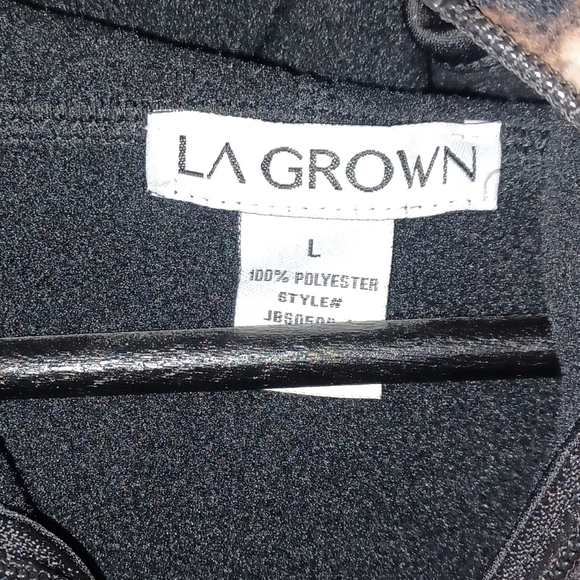 LA GROWN
L
100% POLYESTER
STYLE#